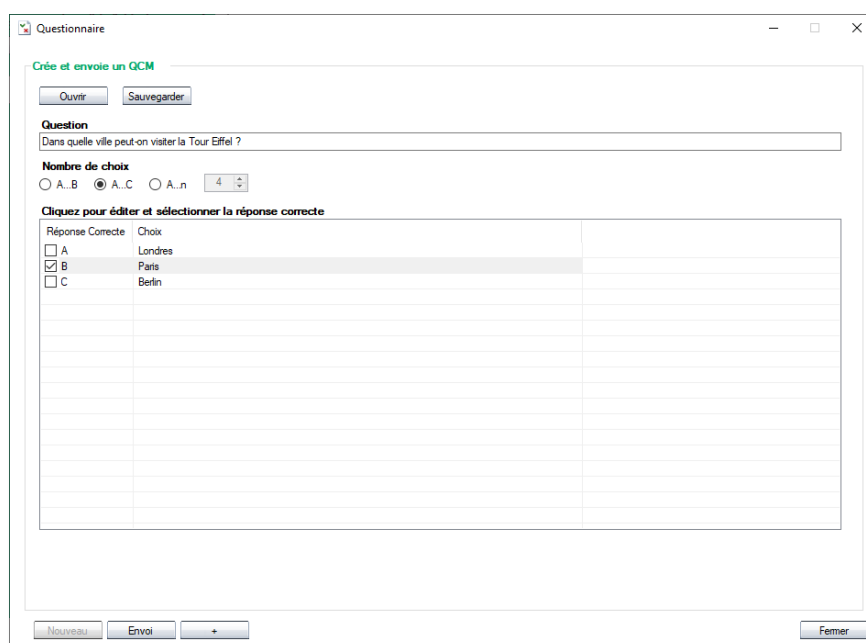 Questionnaire
Crée et envoie un QCM
Ouvrir Sauvegarder
Question
Dans quelle ville peut-on visiter la Tour Eiffel ?
Nombre de choix
A...B A...C A...n 4
Cliquez pour éditer et sélectionner la réponse correcte
Réponse Correcte Choix
A Londres
B Paris
C Berlin
Nouveau Envoi + Fermer